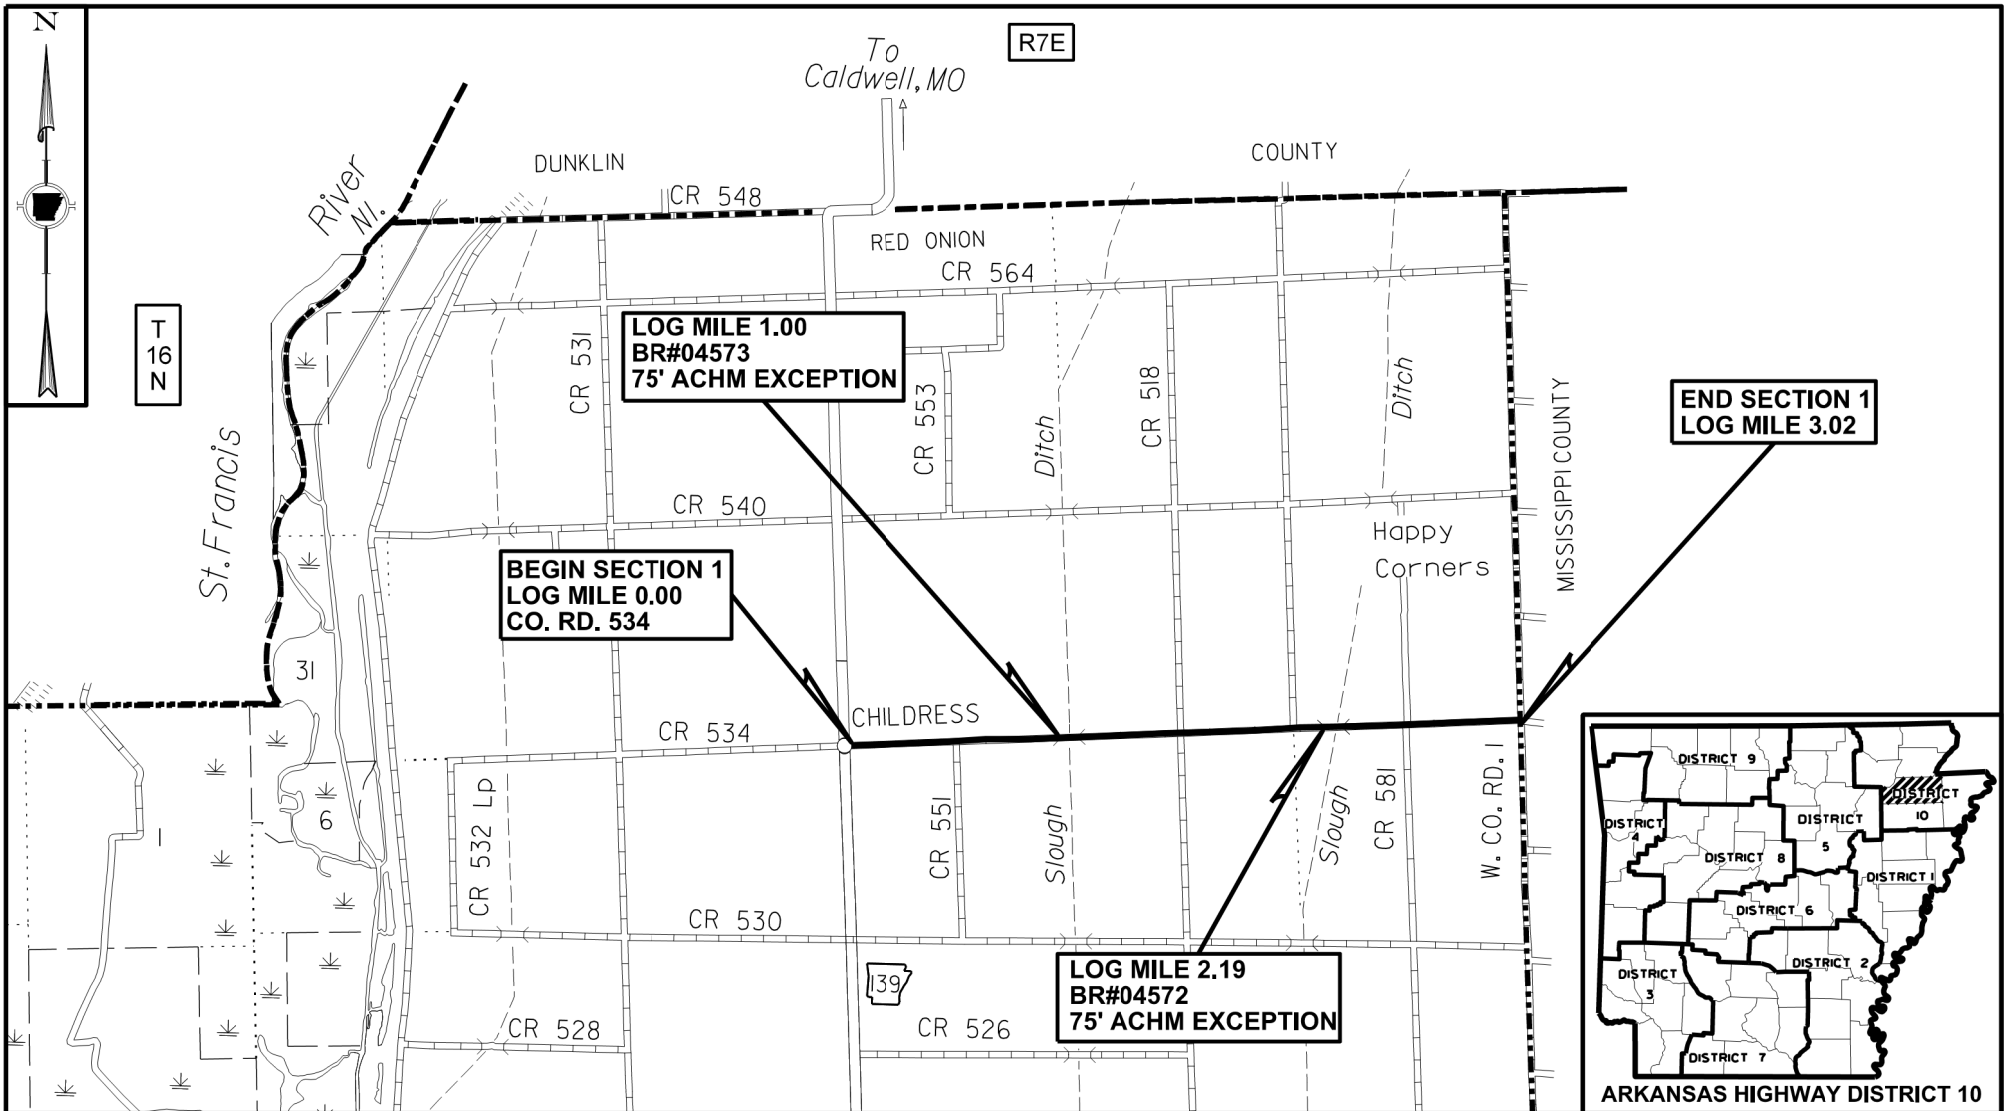 N
R7E
To
Caldwell, MO
DUNKLIN
COUNTY
River
CR 548
RED ONION
CR 564
T
16
N
LOG MILE 1.00
BR#04573
75' ACHM EXCEPTION
CR 531
CR 553
CR 518
Ditch
Ditch
MISSISSIPPI COUNTY
END SECTION 1
LOG MILE 3.02
St. Francis
CR 540
Happy
Corners
BEGIN SECTION 1
LOG MILE 0.00
CO. RD. 534
31
CHILDRESS
CR 534
CR 532 Lp
CR 551
Slough
Slough
CR 581
W. CO. RD. 1
6
1
CR 530
139
LOG MILE 2.19
BR#04572
75' ACHM EXCEPTION
CR 528
CR 526
DISTRICT 9
DISTRICT
10
DISTRICT
4
DISTRICT
5
DISTRICT 8
DISTRICT 1
DISTRICT 6
DISTRICT 2
DISTRICT
3
DISTRICT 7
ARKANSAS HIGHWAY DISTRICT 10